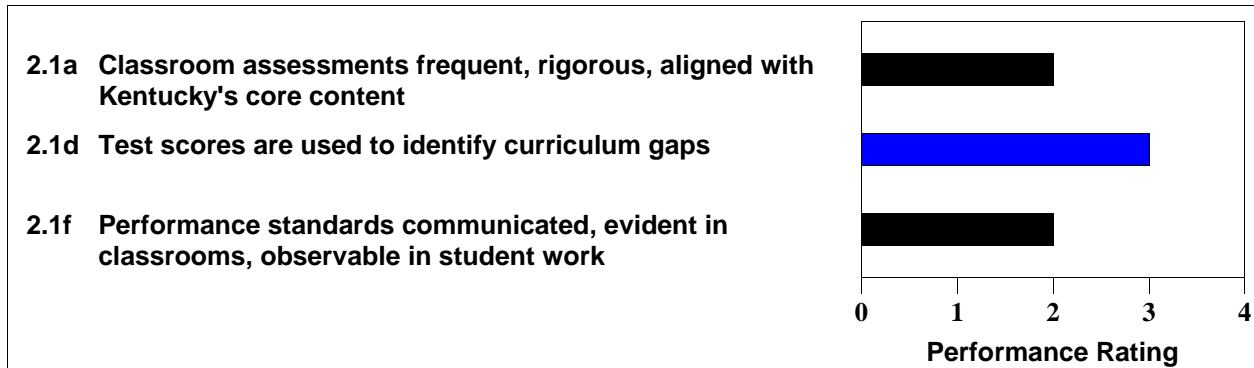 2.1a Classroom assessments frequent, rigorous, aligned with
Kentucky's core content
2.1d Test scores are used to identify curriculum gaps
2.1f Performance standards communicated, evident in
classrooms, observable in student work
0 1 2 3 4
Performance Rating